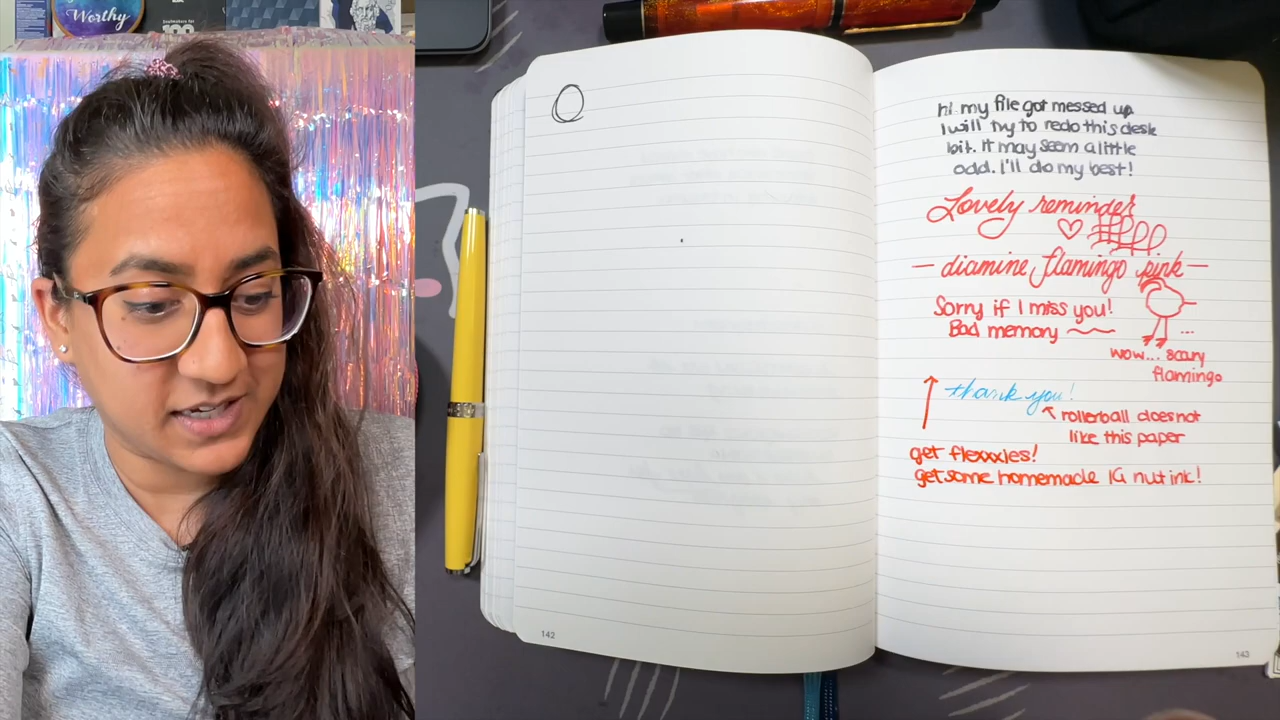 Worthy
100
142
hi. my file got messed up
I will try to redo this desk
bit. It may seem a little
odd. I'll do my best!
Lovely reminder
— diamine flamingo pink —
Sorry if I miss you!
Bad memory
...
wow... scary
flamingo
thank you!
rollerball does not
like this paper
get flexxxies!
get some homemade IG nut ink!
143